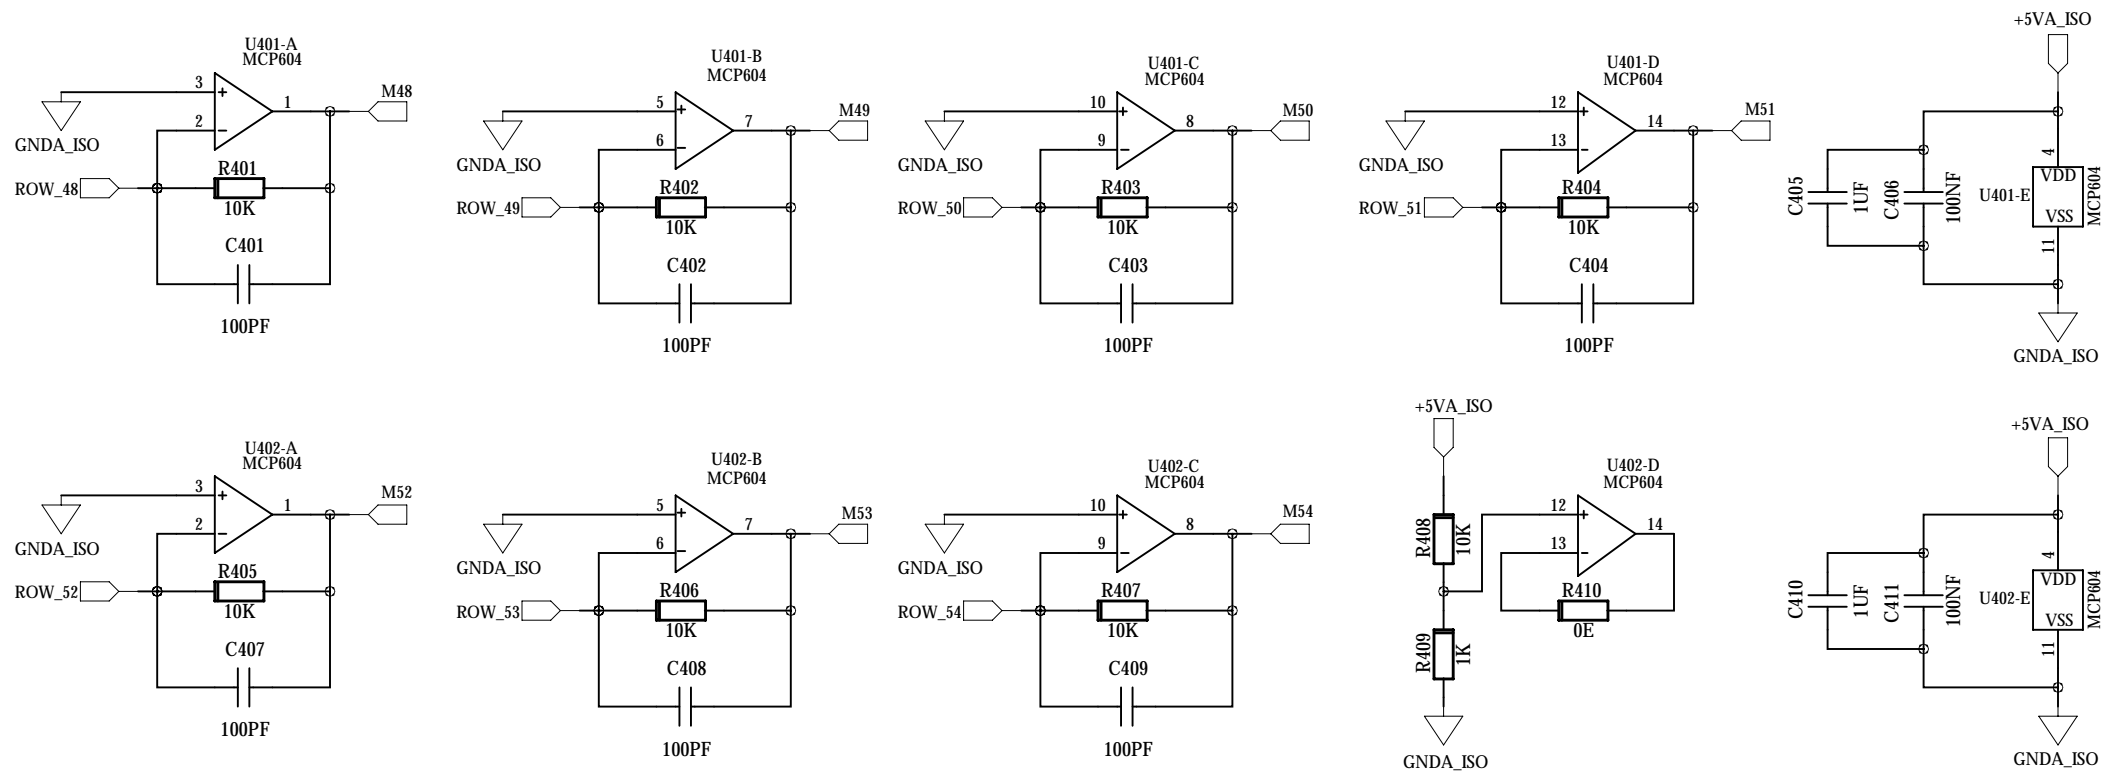 U401-A
MCP604
3
+
2
-
1
M48
GNDA_ISO
ROW_48
R401
10K
C401
100PF
U401-B
MCP604
5
+
6
-
7
M49
GNDA_ISO
ROW_49
R402
10K
C402
100PF
U401-C
MCP604
10
+
9
-
8
M50
GNDA_ISO
ROW_50
R403
10K
C403
100PF
U401-D
MCP604
12
+
13
-
14
M51
GNDA_ISO
ROW_51
R404
10K
C404
100PF
+5VA_ISO
C405
1UF
C406
100NF
4
U401-E
VDD
VSS
MCP604
11
GNDA_ISO
U402-A
MCP604
3
+
2
-
1
M52
GNDA_ISO
ROW_52
R405
10K
C407
100PF
U402-B
MCP604
5
+
6
-
7
M53
GNDA_ISO
ROW_53
R406
10K
C408
100PF
U402-C
MCP604
10
+
9
-
8
M54
GNDA_ISO
ROW_54
R407
10K
C409
100PF
+5VA_ISO
R408
10K
R409
1K
GNDA_ISO
U402-D
MCP604
12
+
13
-
14
R410
0E
+5VA_ISO
C410
1UF
C411
100NF
4
U402-E
VDD
VSS
MCP604
11
GNDA_ISO